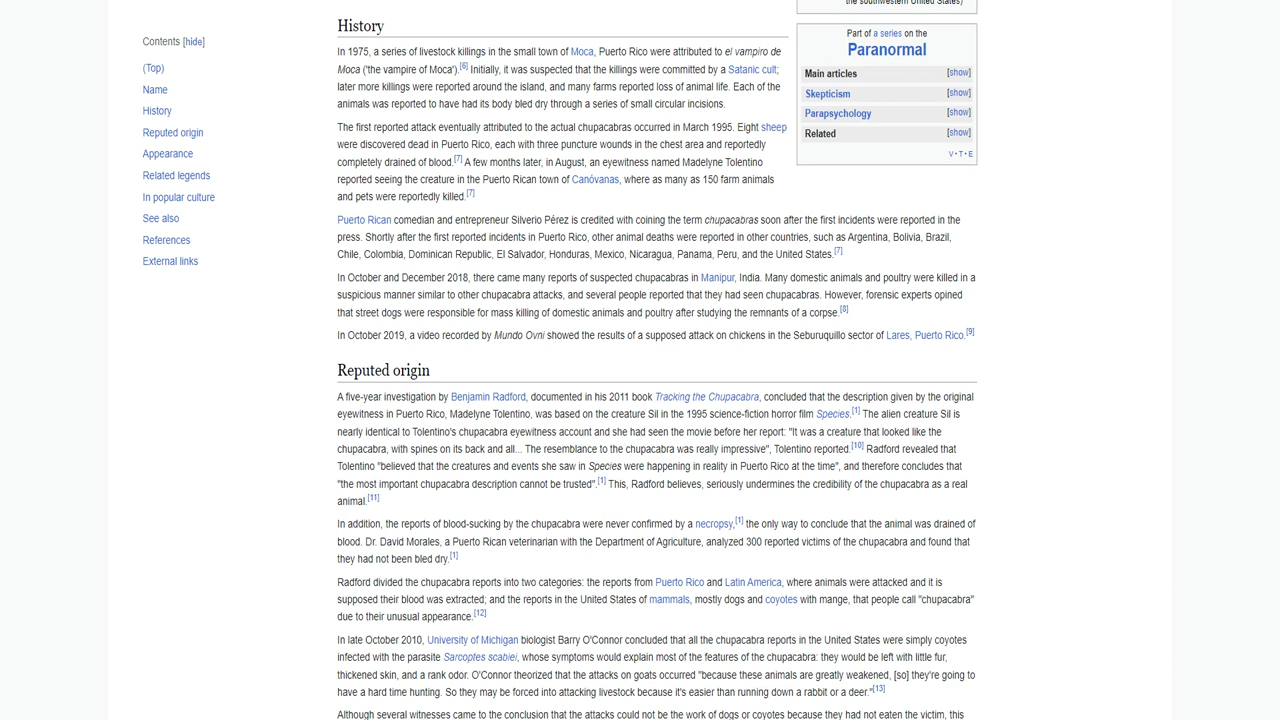 the southwestern United States)
Contents [hide]
(Top)
Name
History
Reputed origin
Appearance
Related legends
In popular culture
See also
References
External links
History
In 1975, a series of livestock killings in the small town of Moca, Puerto Rico were attributed to el vampiro de
Moca ('the vampire of Moca').[6] Initially, it was suspected that the killings were committed by a Satanic cult;
later more killings were reported around the island, and many farms reported loss of animal life. Each of the
animals was reported to have had its body bled dry through a series of small circular incisions.
The first reported attack eventually attributed to the actual chupacabras occurred in March 1995. Eight sheep
were discovered dead in Puerto Rico, each with three puncture wounds in the chest area and reportedly
completely drained of blood.[7] A few months later, in August, an eyewitness named Madelyne Tolentino
reported seeing the creature in the Puerto Rican town of Canóvanas, where as many as 150 farm animals
and pets were reportedly killed.[7]
Part of a series on the
Paranormal
Main articles [show]
Skepticism [show]
Parapsychology [show]
Related [show]
V • T • E
Puerto Rican comedian and entrepreneur Silverio Pérez is credited with coining the term chupacabras soon after the first incidents were reported in the
press. Shortly after the first reported incidents in Puerto Rico, other animal deaths were reported in other countries, such as Argentina, Bolivia, Brazil,
Chile, Colombia, Dominican Republic, El Salvador, Honduras, Mexico, Nicaragua, Panama, Peru, and the United States.[7]
In October and December 2018, there came many reports of suspected chupacabras in Manipur, India. Many domestic animals and poultry were killed in a
suspicious manner similar to other chupacabra attacks, and several people reported that they had seen chupacabras. However, forensic experts opined
that street dogs were responsible for mass killing of domestic animals and poultry after studying the remnants of a corpse.[8]
In October 2019, a video recorded by Mundo Ovni showed the results of a supposed attack on chickens in the Seburuquillo sector of Lares, Puerto Rico.[9]
Reputed origin
A five-year investigation by Benjamin Radford, documented in his 2011 book Tracking the Chupacabra, concluded that the description given by the original
eyewitness in Puerto Rico, Madelyne Tolentino, was based on the creature Sil in the 1995 science-fiction horror film Species.[1] The alien creature Sil is
nearly identical to Tolentino's chupacabra eyewitness account and she had seen the movie before her report: "It was a creature that looked like the
chupacabra, with spines on its back and all... The resemblance to the chupacabra was really impressive", Tolentino reported.[10] Radford revealed that
Tolentino "believed that the creatures and events she saw in Species were happening in reality in Puerto Rico at the time", and therefore concludes that
"the most important chupacabra description cannot be trusted".[1] This, Radford believes, seriously undermines the credibility of the chupacabra as a real
animal.[11]
In addition, the reports of blood-sucking by the chupacabra were never confirmed by a necropsy,[1] the only way to conclude that the animal was drained of
blood. Dr. David Morales, a Puerto Rican veterinarian with the Department of Agriculture, analyzed 300 reported victims of the chupacabra and found that
they had not been bled dry.[1]
Radford divided the chupacabra reports into two categories: the reports from Puerto Rico and Latin America, where animals were attacked and it is
supposed their blood was extracted; and the reports in the United States of mammals, mostly dogs and coyotes with mange, that people call "chupacabra"
due to their unusual appearance.[12]
In late October 2010, University of Michigan biologist Barry O'Connor concluded that all the chupacabra reports in the United States were simply coyotes
infected with the parasite Sarcoptes scabiei, whose symptoms would explain most of the features of the chupacabra: they would be left with little fur,
thickened skin, and a rank odor. O'Connor theorized that the attacks on goats occurred "because these animals are greatly weakened, [so] they're going to
have a hard time hunting. So they may be forced into attacking livestock because it's easier than running down a rabbit or a deer."[13]
Although several witnesses came to the conclusion that the attacks could not be the work of dogs or coyotes because they had not eaten the victim, this